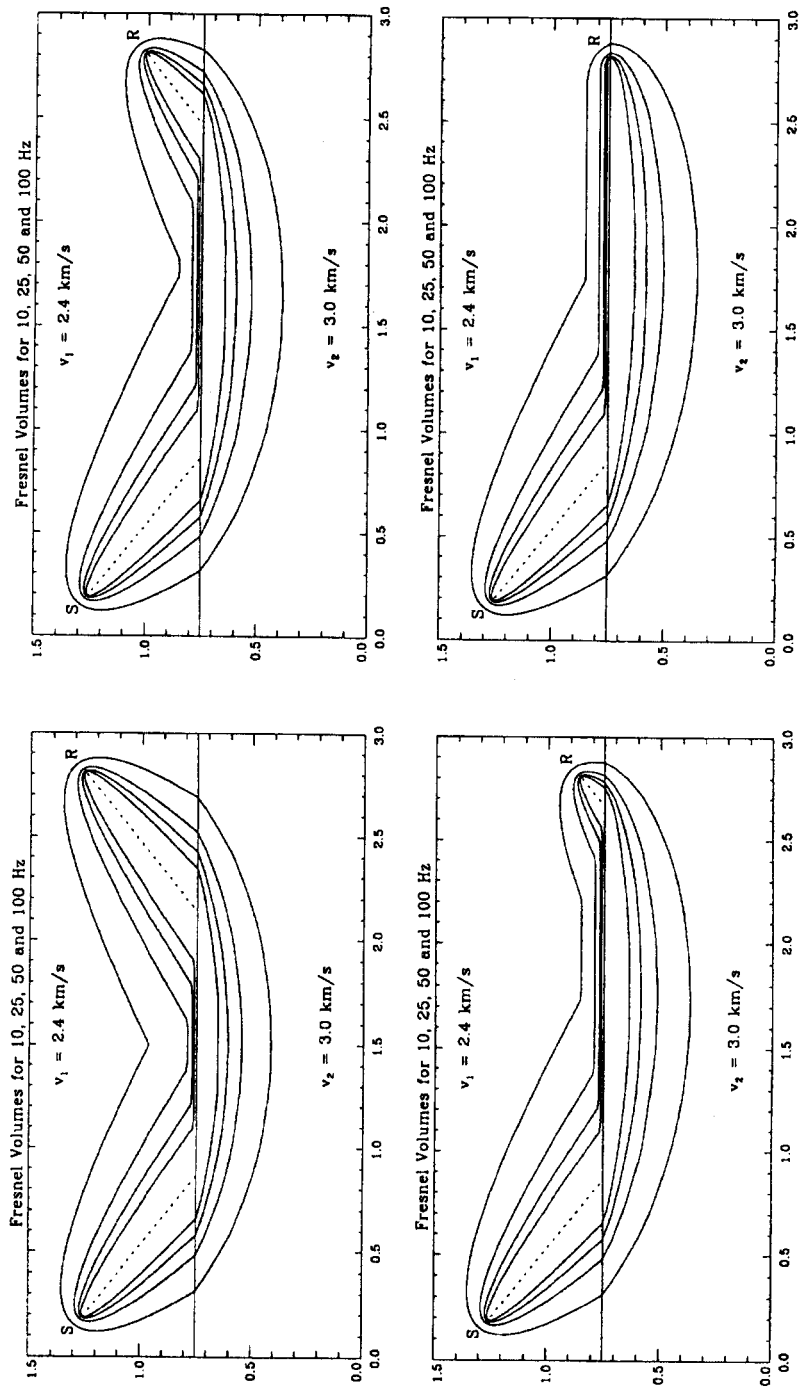 Fresnel Volumes for 10, 25, 50 and 100 Hz
1.5
S
R
v₁ = 2.4 km/s
1.0
0.5
v₂ = 3.0 km/s
0.0
0.0 0.5 1.0 1.5 2.0 2.5 3.0
Fresnel Volumes for 10, 25, 50 and 100 Hz
1.5
S
R
v₁ = 2.4 km/s
1.0
0.5
v₂ = 3.0 km/s
0.0
0.0 0.5 1.0 1.5 2.0 2.5 3.0
Fresnel Volumes for 10, 25, 50 and 100 Hz
1.5
S
R
v₁ = 2.4 km/s
1.0
0.5
v₂ = 3.0 km/s
0.0
0.0 0.5 1.0 1.5 2.0 2.5 3.0
Fresnel Volumes for 10, 25, 50 and 100 Hz
1.5
S
R
v₁ = 2.4 km/s
1.0
0.5
v₂ = 3.0 km/s
0.0
0.0 0.5 1.0 1.5 2.0 2.5 3.0